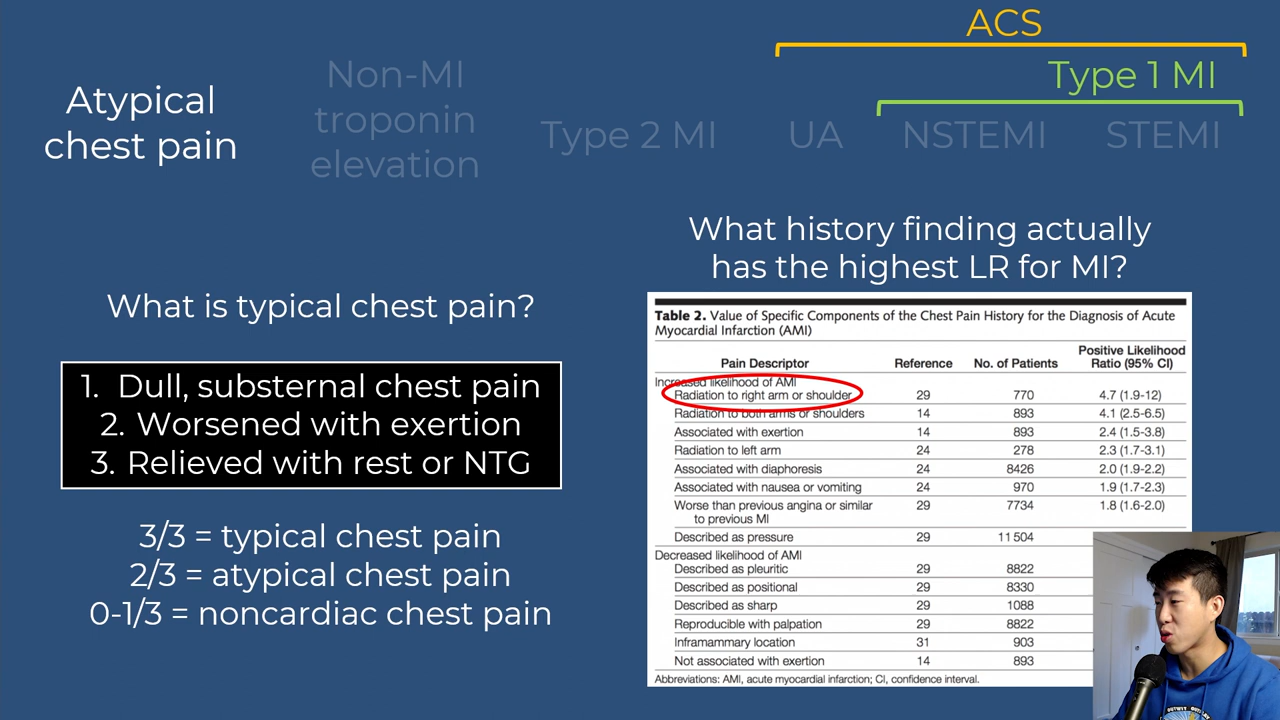 ACS
Type 1 MI
Atypical
chest pain
Non-MI
troponin
elevation
Type 2 MI
UA
NSTEMI
STEMI
What is typical chest pain?
1. Dull, substernal chest pain
2. Worsened with exertion
3. Relieved with rest or NTG
3/3 = typical chest pain
2/3 = atypical chest pain
0-1/3 = noncardiac chest pain
What history finding actually
has the highest LR for MI?
Table 2. Value of Specific Components of the Chest Pain History for the Diagnosis of Acute
Myocardial Infarction (AMI)
Pain Descriptor Reference No. of Patients Positive Likelihood Ratio (95% CI)
Increased likelihood of AMI
Radiation to right arm or shoulder 29 770 4.7 (1.9-12)
Radiation to both arms or shoulders 14 893 4.1 (2.5-6.5)
Associated with exertion 14 893 2.4 (1.5-3.8)
Radiation to left arm 24 278 2.3 (1.7-3.1)
Associated with diaphoresis 24 8426 2.0 (1.9-2.2)
Associated with nausea or vomiting 24 970 1.9 (1.7-2.3)
Worse than previous angina or similar 29 7734 1.8 (1.6-2.0)
to previous MI
Described as pressure 29 11 504
Decreased likelihood of AMI
Described as pleuritic 29 8822
Described as positional 29 8330
Described as sharp 29 1088
Reproducible with palpation 29 8822
Inframammary location 31 903
Not associated with exertion 14 893
Abbreviations: AMI, acute myocardial infarction; CI, confidence interval.